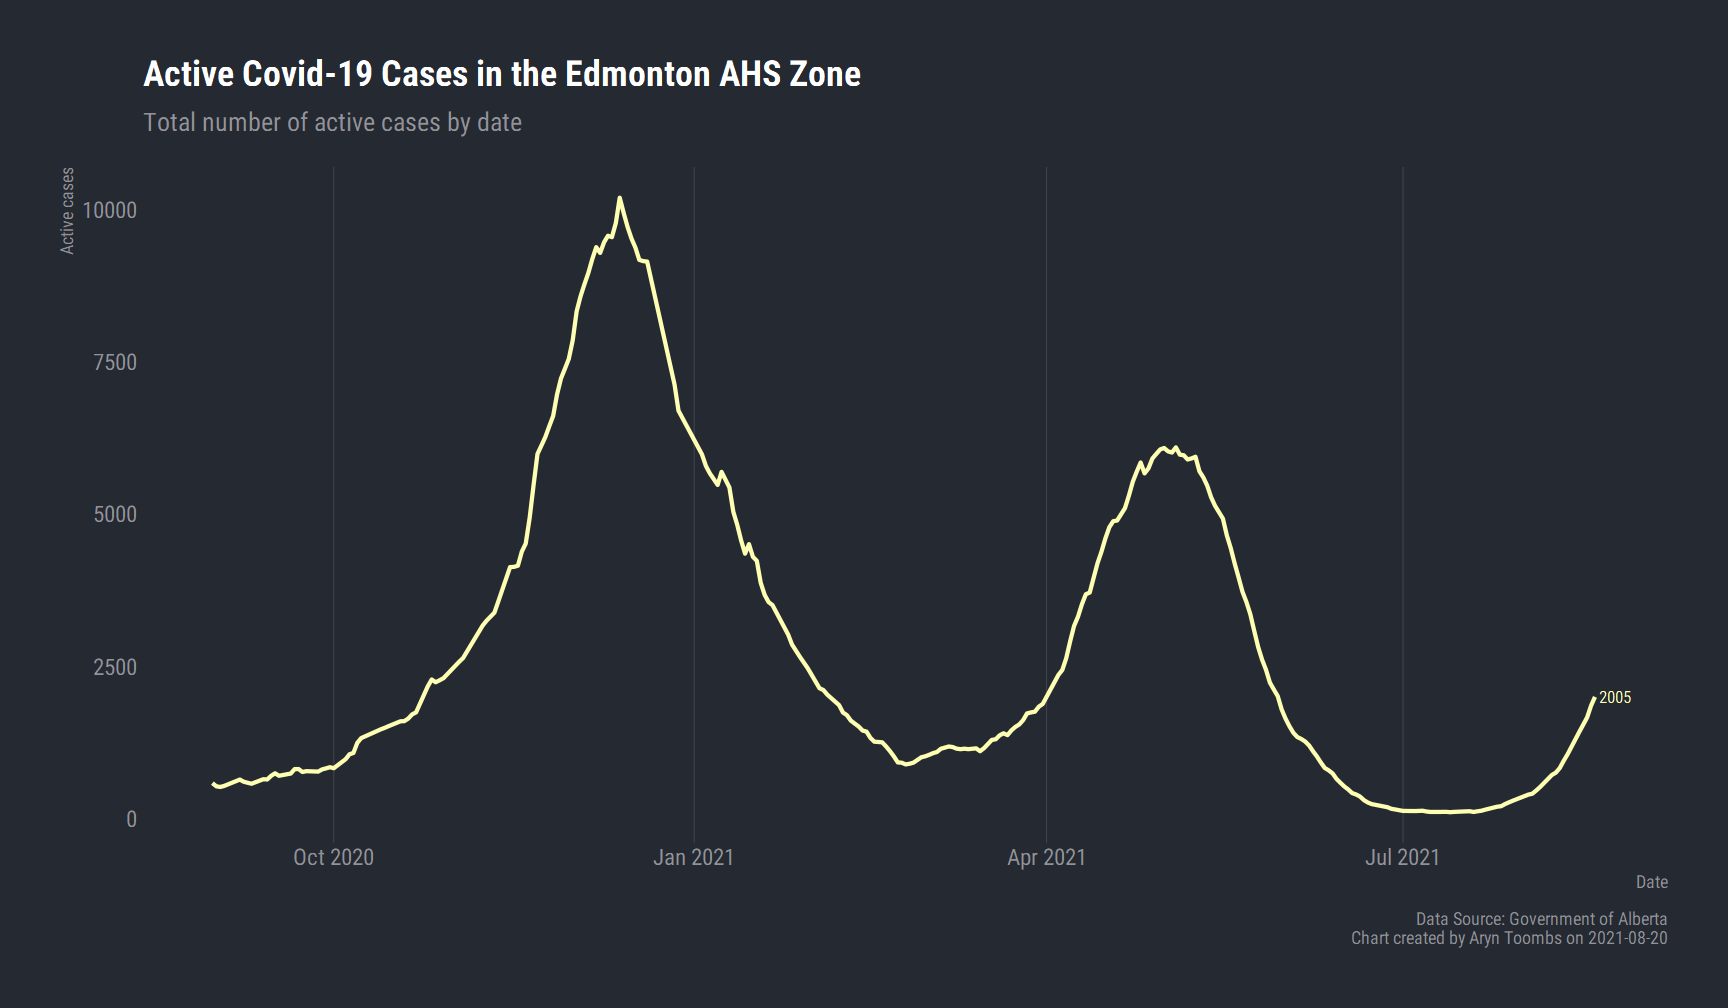 Active Covid-19 Cases in the Edmonton AHS Zone
Total number of active cases by date
Active cases
10000
7500
5000
2500
0
2005
Oct 2020
Jan 2021
Apr 2021
Jul 2021
Date
Data Source: Government of Alberta
Chart created by Aryn Toombs on 2021-08-20